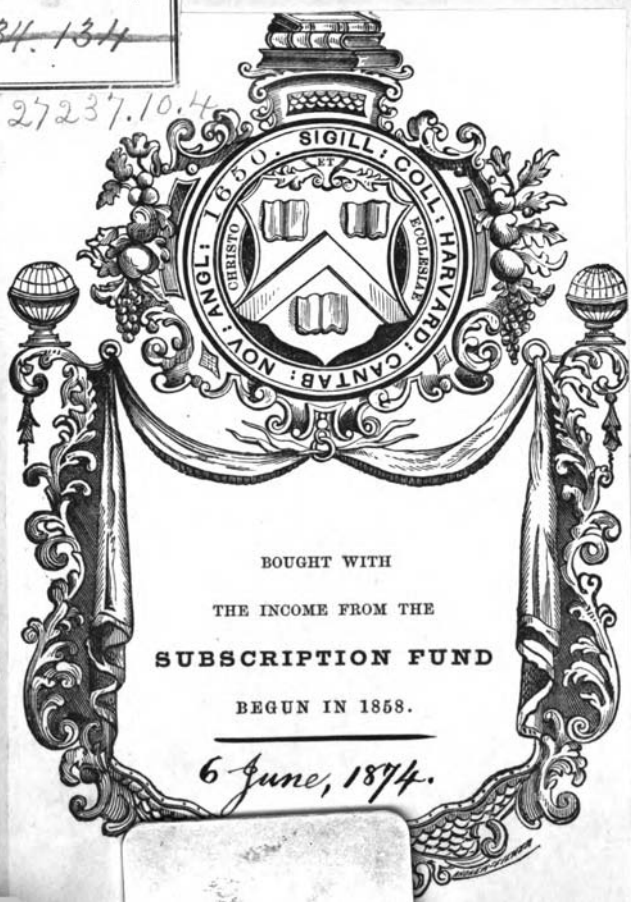 34.134
27237.10.4
SIGILL: COLL: HARVARD: CANTAB: NOV: ANGL: 1650.
ET
CHRISTO
ECCLESIAE
BOUGHT WITH
THE INCOME FROM THE
SUBSCRIPTION FUND
BEGUN IN 1858.
6 June, 1874.